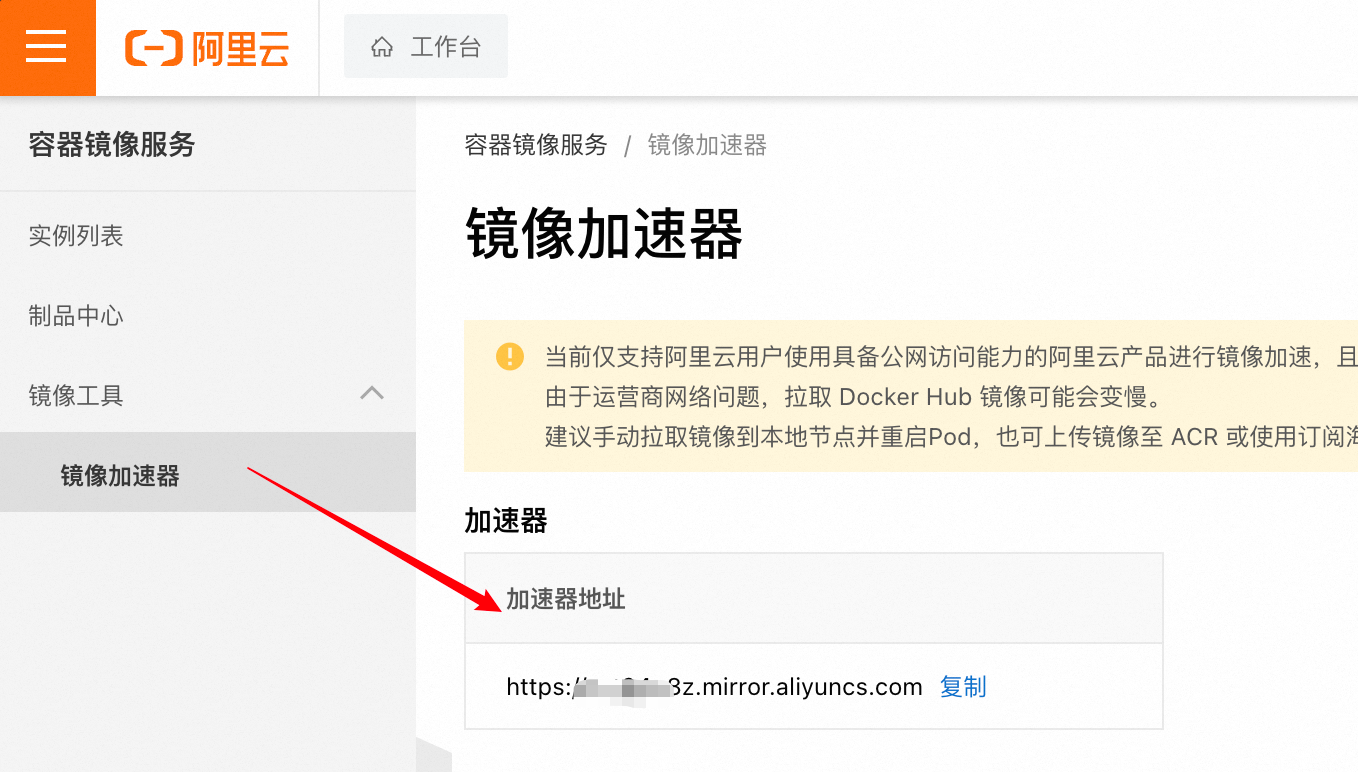 阿里云
工作台
容器镜像服务
实例列表
制品中心
镜像工具
镜像加速器
容器镜像服务 / 镜像加速器
镜像加速器
当前仅支持阿里云用户使用具备公网访问能力的阿里云产品进行镜像加速，且
由于运营商网络问题，拉取 Docker Hub 镜像可能会变慢。
建议手动拉取镜像到本地节点并重启Pod，也可上传镜像至 ACR 或使用订阅海
加速器
加速器地址
https:/ 3z.mirror.aliyuncs.com 复制